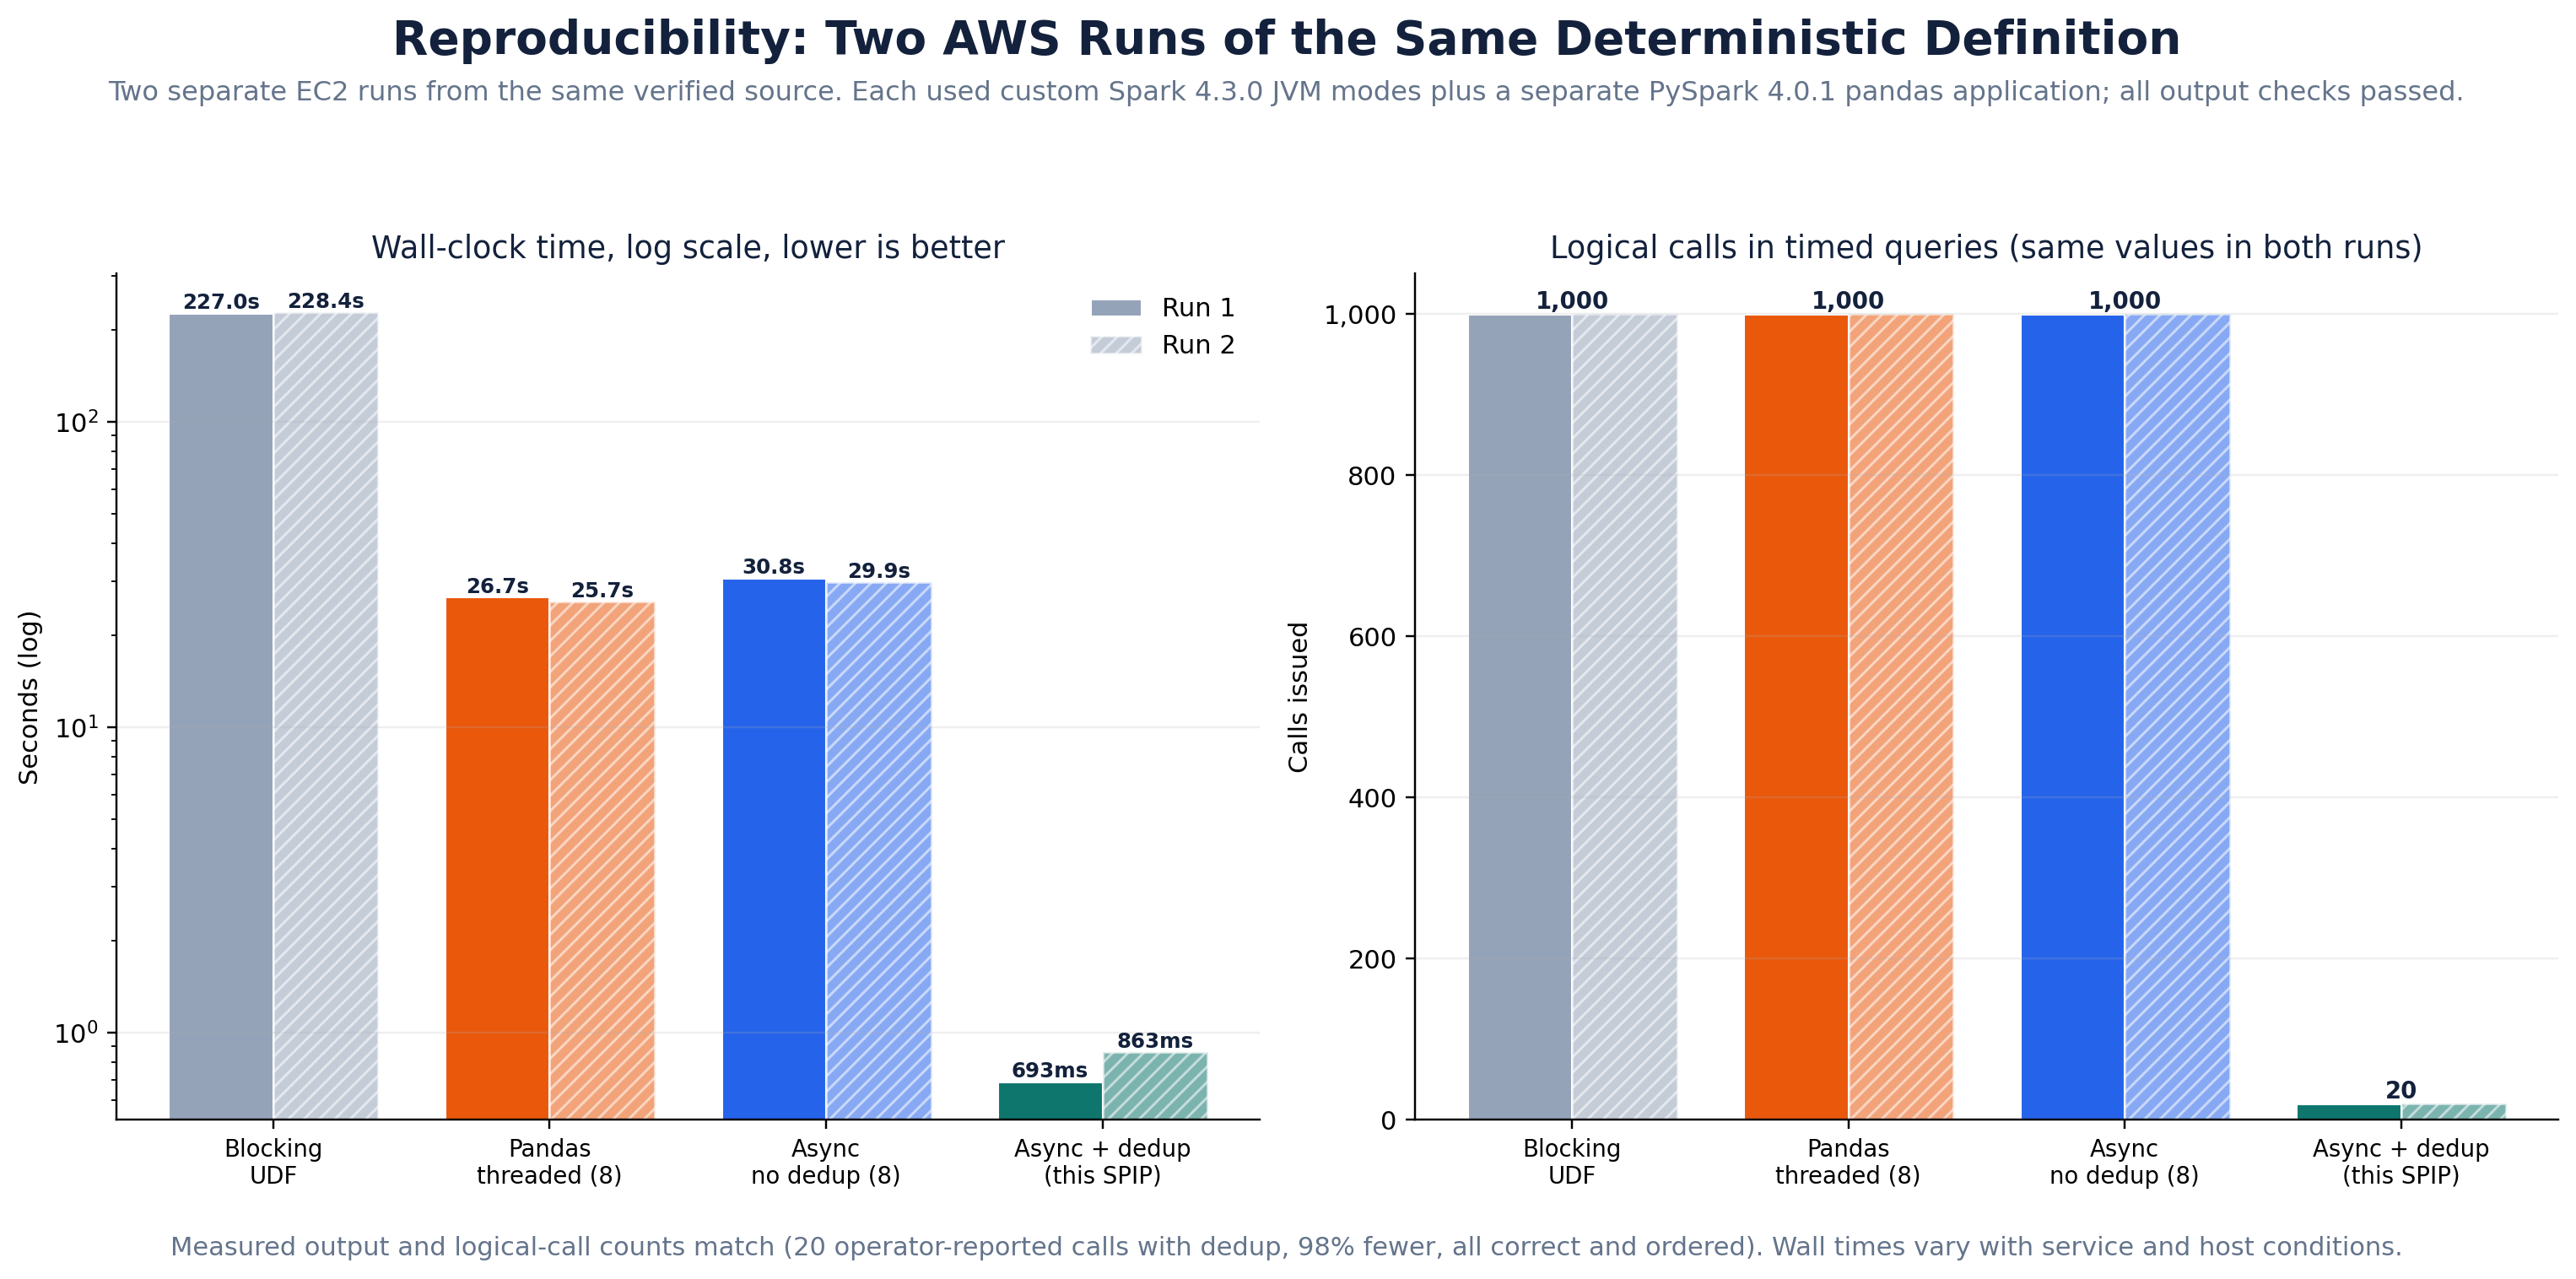 Reproducibility: Two AWS Runs of the Same Deterministic Definition
Two separate EC2 runs from the same verified source. Each used custom Spark 4.3.0 JVM modes plus a separate PySpark 4.0.1 pandas application; all output checks passed.
Wall-clock time, log scale, lower is better
Run 1
Run 2
227.0s
228.4s
26.7s
25.7s
30.8s
29.9s
693ms
863ms
10²
10¹
10⁰
Seconds (log)
Blocking
UDF
Pandas
threaded (8)
Async
no dedup (8)
Async + dedup
(this SPIP)
Logical calls in timed queries (same values in both runs)
1,000
1,000
1,000
20
1,000
800
600
400
200
0
Calls issued
Blocking
UDF
Pandas
threaded (8)
Async
no dedup (8)
Async + dedup
(this SPIP)
Measured output and logical-call counts match (20 operator-reported calls with dedup, 98% fewer, all correct and ordered). Wall times vary with service and host conditions.